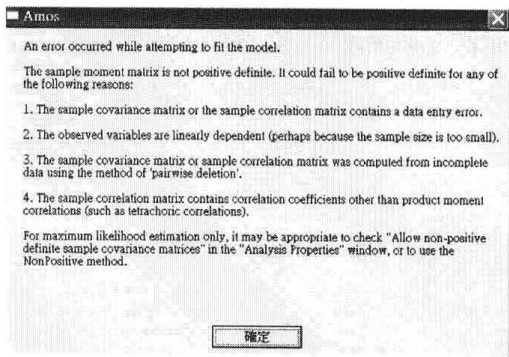 Amos
An error occurred while attempting to fit the model.
The sample moment matrix is not positive definite. It could fail to be positive definite for any of
the following reasons:
1. The sample covariance matrix or the sample correlation matrix contains a data entry error.
2. The observed variables are linearly dependent (perhaps because the sample size is too small).
3. The sample covariance matrix or sample correlation matrix was computed from incomplete
data using the method of 'pairwise deletion'.
4. The sample correlation matrix contains correlation coefficients other than product moment
correlations (such as tetrachoric correlations).
For maximum likelihood estimation only, it may be appropriate to check "Allow non-positive
definite sample covariance matrices" in the "Analysis Properties" window, or to use the
NonPositive method.
確定